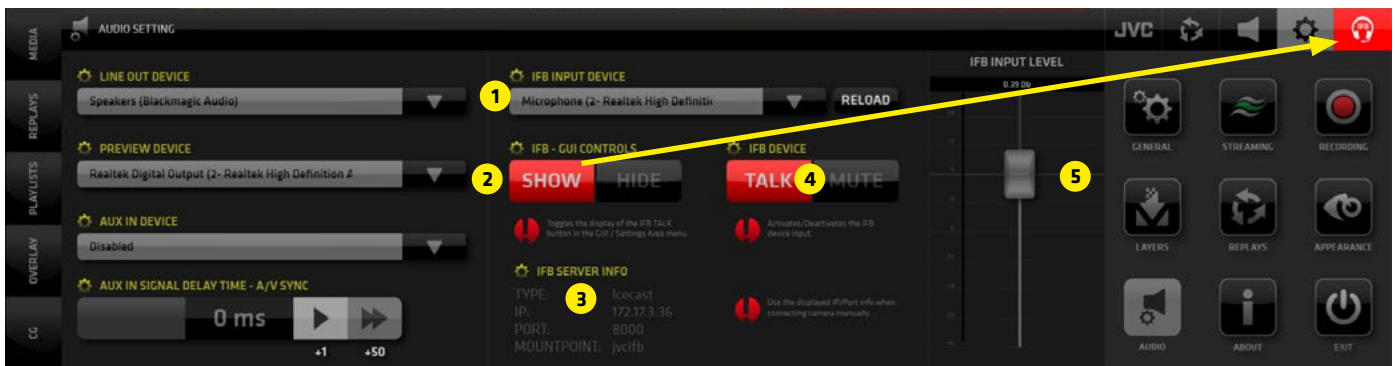 MEDIA
REPLAYS
PLAYLISTS
OVERLAY
CG
AUDIO SETTING
JVC
IFB
LINE OUT DEVICE
Speakers (Blackmagic Audio)
PREVIEW DEVICE
Realtek Digital Output (2- Realtek High Definition A
AUX IN DEVICE
Disabled
AUX IN SIGNAL DELAY TIME - A/V SYNC
0 ms
+1
+50
IFB INPUT DEVICE
1
Microphone (2- Realtek High Definitic
RELOAD
IFB - GUI CONTROLS
2
SHOW
HIDE
Toggles the display of the IFB TALK
button in the GUI / Settings Area menu.
IFB DEVICE
TALK
4
MUTE
Activates/Deactivates the IFB
device input.
IFB SERVER INFO
3
TYPE: Icecast
IP: 172.17.3.36
PORT: 8000
MOUNTPOINT: jvcifb
Use the displayed IP/Port info when
connecting camera manually.
IFB INPUT LEVEL
0.39 Db
5
GENERAL
STREAMING
RECORDING
LAYERS
REPLAYS
APPEARANCE
AUDIO
ABOUT
EXIT